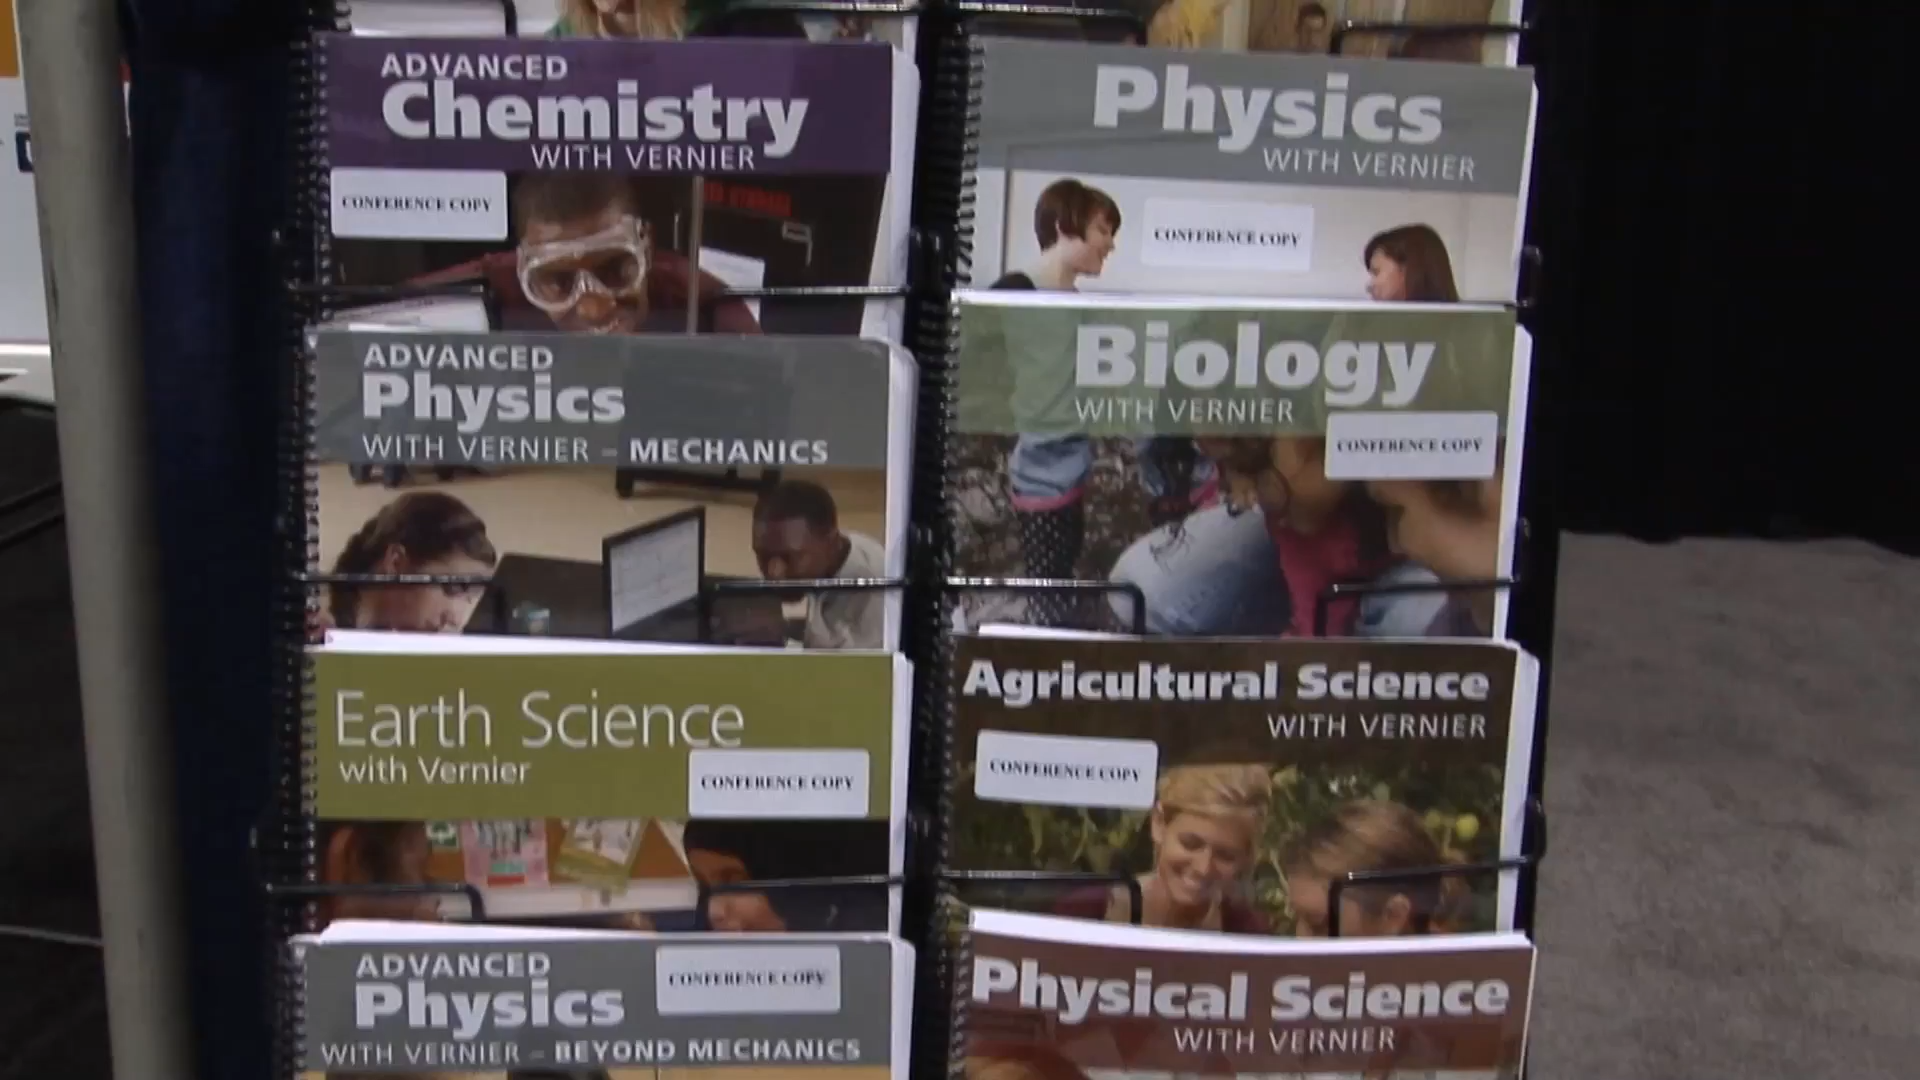 ADVANCED
Chemistry
WITH VERNIER
CONFERENCE COPY
ADVANCED
Physics
WITH VERNIER – MECHANICS
Earth Science
with Vernier
CONFERENCE COPY
ADVANCED
Physics
CONFERENCE COPY
WITH VERNIER – BEYOND MECHANICS
Physics
WITH VERNIER
CONFERENCE COPY
Biology
WITH VERNIER
CONFERENCE COPY
Agricultural Science
WITH VERNIER
CONFERENCE COPY
Physical Science
WITH VERNIER